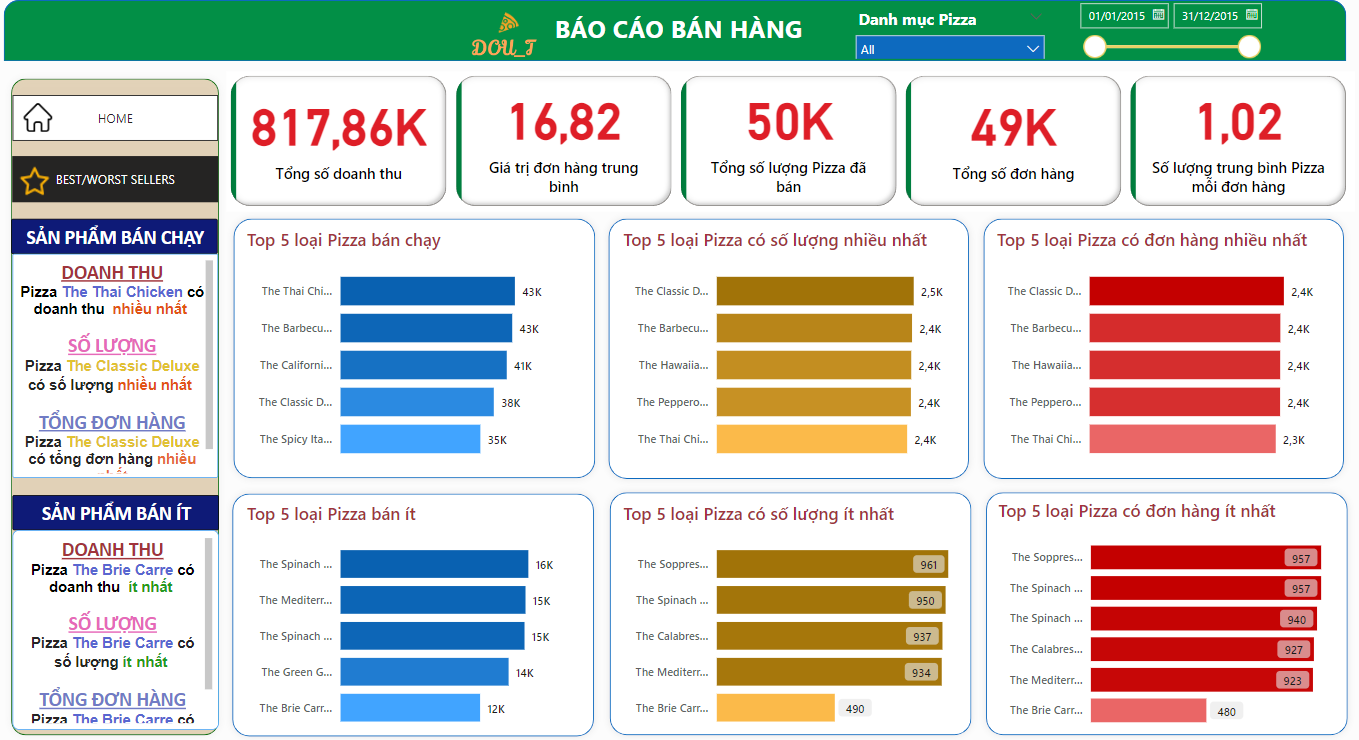 DOU_T
BÁO CÁO BÁN HÀNG
Danh mục Pizza
All
01/01/2015
31/12/2015
HOME
BEST/WORST SELLERS
817,86K
Tổng số doanh thu
16,82
Giá trị đơn hàng trung
bình
50K
Tổng số lượng Pizza đã
bán
49K
Tổng số đơn hàng
1,02
Số lượng trung bình Pizza
mỗi đơn hàng
SẢN PHẨM BÁN CHẠY
DOANH THU
Pizza The Thai Chicken có
doanh thu nhiều nhất
SỐ LƯỢNG
Pizza The Classic Deluxe
có số lượng nhiều nhất
TỔNG ĐƠN HÀNG
Pizza The Classic Deluxe
có tổng đơn hàng nhiều
nhất
Top 5 loại Pizza bán chạy
The Thai Chi... 43K
The Barbecu... 43K
The Californi... 41K
The Classic D... 38K
The Spicy Ita... 35K
Top 5 loại Pizza có số lượng nhiều nhất
The Classic D... 2,5K
The Barbecu... 2,4K
The Hawaiia... 2,4K
The Peppero... 2,4K
The Thai Chi... 2,4K
Top 5 loại Pizza có đơn hàng nhiều nhất
The Classic D... 2,4K
The Barbecu... 2,4K
The Hawaiia... 2,4K
The Peppero... 2,4K
The Thai Chi... 2,3K
SẢN PHẨM BÁN ÍT
DOANH THU
Pizza The Brie Carre có
doanh thu ít nhất
SỐ LƯỢNG
Pizza The Brie Carre có
số lượng ít nhất
TỔNG ĐƠN HÀNG
Pizza The Brie Carre có
Top 5 loại Pizza bán ít
The Spinach ... 16K
The Mediterr... 15K
The Spinach ... 15K
The Green G... 14K
The Brie Carr... 12K
Top 5 loại Pizza có số lượng ít nhất
The Soppres... 961
The Spinach ... 950
The Calabres... 937
The Mediterr... 934
The Brie Carr... 490
Top 5 loại Pizza có đơn hàng ít nhất
The Soppres... 957
The Spinach ... 957
The Spinach ... 940
The Calabres... 927
The Mediterr... 923
The Brie Carr... 480